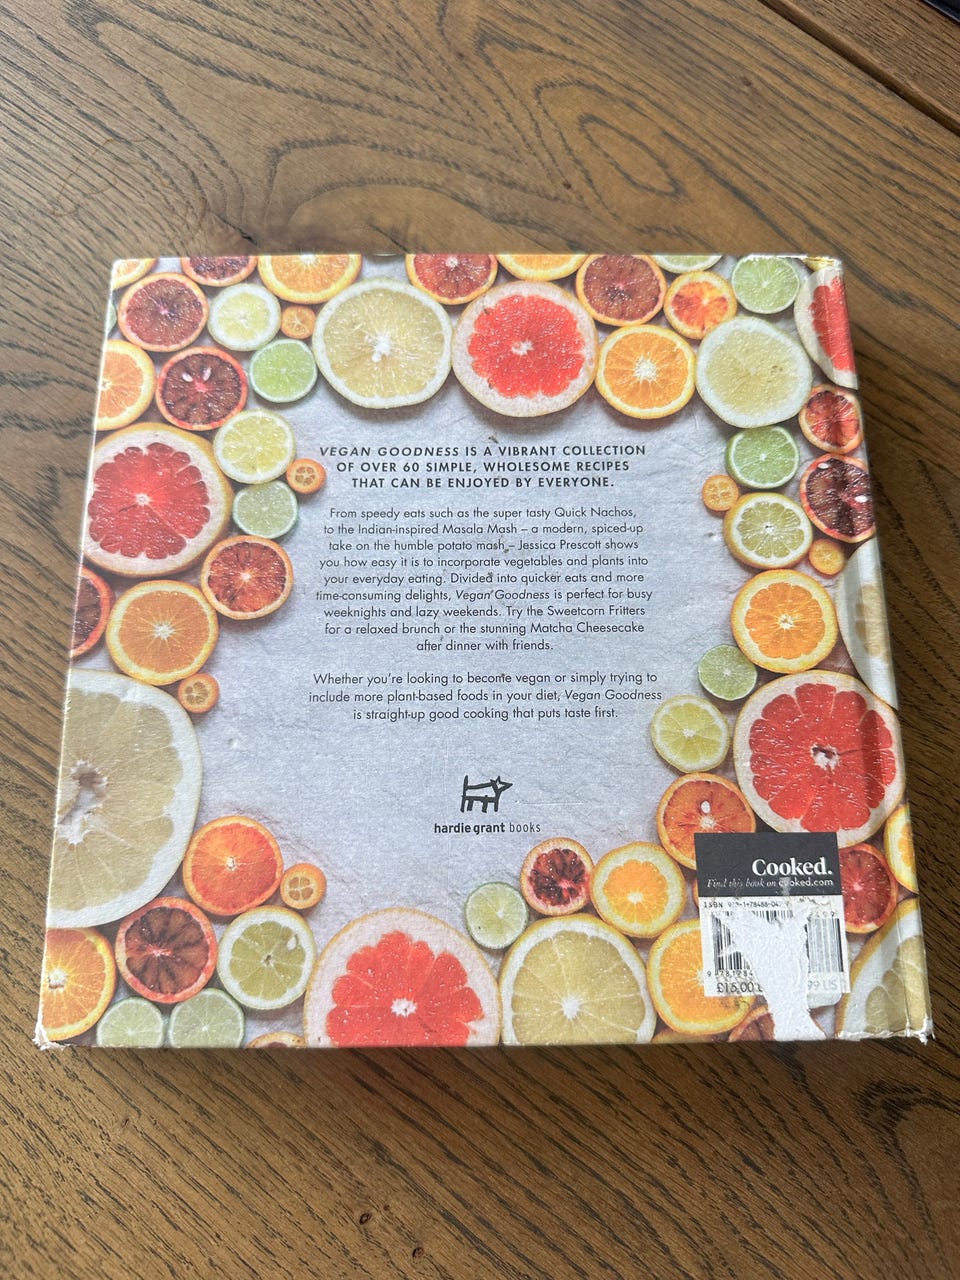 VEGAN GOODNESS IS A VIBRANT COLLECTION
OF OVER 60 SIMPLE, WHOLESOME RECIPES
THAT CAN BE ENJOYED BY EVERYONE.
From speedy eats such as the super tasty Quick Nachos,
to the Indian-inspired Masala Mash – a modern, spiced-up
take on the humble potato mash – Jessica Prescott shows
you how easy it is to incorporate vegetables and plants into
your everyday eating. Divided into quicker eats and more
time-consuming delights, Vegan Goodness is perfect for busy
weeknights and lazy weekends. Try the Sweetcorn Fritters
for a relaxed brunch or the stunning Matcha Cheesecake
after dinner with friends.
Whether you're looking to become vegan or simply trying to
include more plant-based foods in your diet, Vegan Goodness
is straight-up good cooking that puts taste first.
hardie grant books
Cooked.
Find this book on cooked.com
ISBN
£15.00
99 US